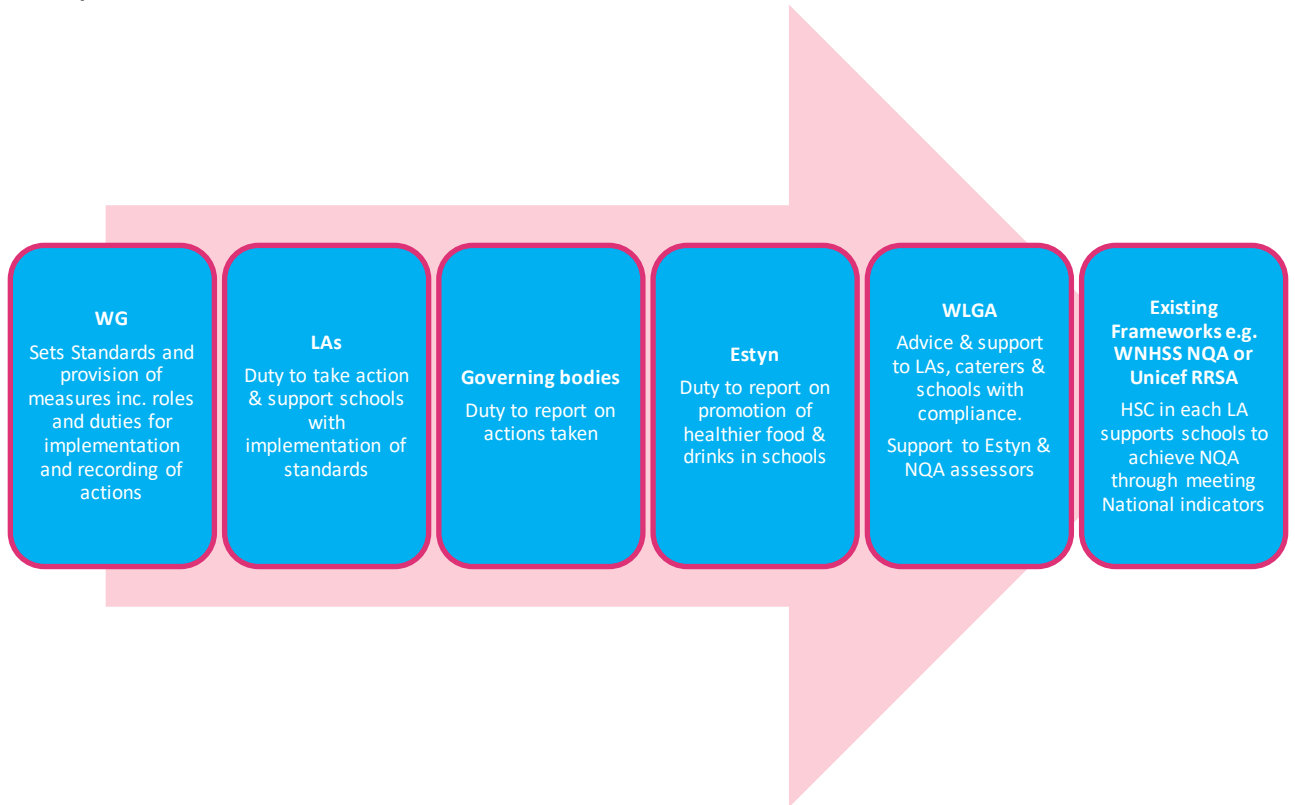 WG
Sets Standards and
provision of
measures inc. roles
and duties for
implementation
and recording of
actions
LAs
Duty to take action
& support schools
with
implementation of
standards
Governing bodies
Duty to report on
actions taken
Estyn
Duty to report on
promotion of
healthier food &
drinks in schools
WLGA
Advice & support
to LAs, caterers &
schools with
compliance.
Support to Estyn &
NQA assessors
Existing
Frameworks e.g.
WNHSS NQA or
Unicef RRSA
HSC in each LA
supports schools to
achieve NQA
through meeting
National indicators